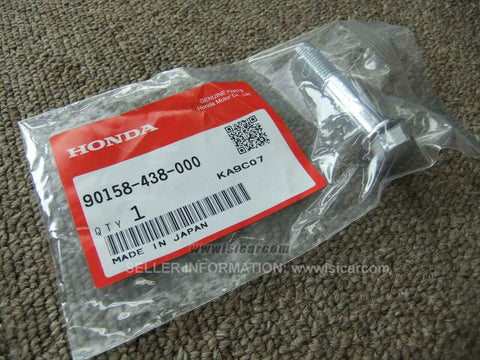 GENUINE Parts
Honda Motor Co., Ltd.
HONDA
90158-438-000
KA9C07
QTY 1
MADE IN JAPAN
www.isicar.com
SELLER INFORMATION: www.isicar.com